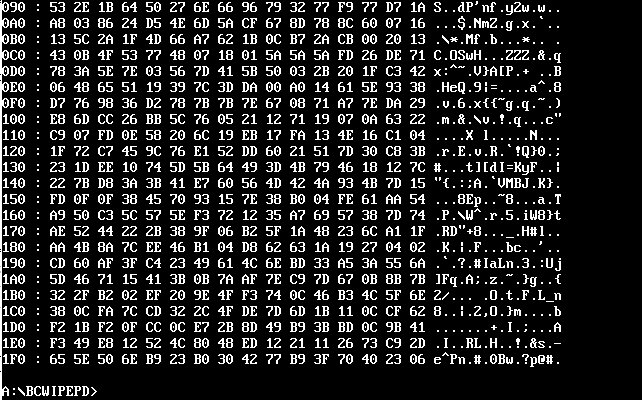 090 : 53 2E 1B 64 50 27 6E 66 96 79 32 77 F9 77 D7 1A S..dP'nf.y2w.w..
0A0 : A8 03 86 24 D5 4E 6D 5A CF 67 8D 78 8C 60 07 16 ...$.NmZ.g.x.`..
0B0 : 13 5C 2A 1F 4D 66 A7 62 1B 0C B7 2A CB 00 20 13 .\*.Mf.b...*.. .
0C0 : 43 0B 4F 53 77 48 07 18 01 5A 5A 5A FD 26 DE 71 C.OSwH...ZZZ.&.q
0D0 : 78 3A 5E 7E 03 56 7D 41 5B 50 03 2B 20 1F C3 42 x:^~.V}A[P.+ ..B
0E0 : 06 48 65 51 19 39 7C 3D DA 00 A0 14 61 5E 93 38 .HeQ.9|=....a^.8
0F0 : D7 76 98 36 D2 78 7B 7B 7E 67 08 71 A7 7E DA 29 .v.6.x{{~g.q.~.)
100 : E8 6D CC 26 BB 5C 76 05 21 12 71 19 07 0A 63 22 .m.&.\v.!.q...c"
110 : C9 07 FD 0E 58 20 6C 19 EB 17 FA 13 4E 16 C1 04 ....X l.....N...
120 : 1F 72 C7 45 9C 76 E1 52 DD 60 21 51 7D 30 C8 3B .r.E.v.R.`!Q}0.;
130 : 23 1D EE 10 74 5D 5B 64 49 3D 4B 79 46 18 12 7C #...t][dI=KyF..|
140 : 22 7B D8 3A 3B 41 E7 60 56 4D 42 4A 93 4B 7D 15 "{.:;A.`VMBJ.K}.
150 : FD 0F 0F 38 45 70 93 15 7E 38 B0 04 FE 61 AA 54 ...8Ep..~8...a.T
160 : A9 50 C3 5C 57 5E F3 72 12 35 A7 69 57 38 7D 74 .P.\W^.r.5.iW8}t
170 : AE 52 44 22 2B 38 9F 06 B2 5F 1A 48 23 6C A1 1F .RD"+8..._.H#l..
180 : AA 4B 8A 7C EE 46 B1 04 D8 62 63 1A 19 27 04 02 .K.|.F...bc..'..
190 : CD 60 AF 3F C4 23 49 61 4C 6E BD 33 A5 3A 55 6A .`.?.#IaLn.3.:Uj
1A0 : 5D 46 71 15 41 3B 0B 7A AF 7E C9 7D 67 0B 8B 7B ]Fq.A;.z.~.}g..{
1B0 : 32 2F B2 02 EF 20 9E 4F F3 74 0C 46 B3 4C 5F 6E 2/... .O.t.F.L_n
1C0 : 38 0C FA 7C CD 32 2C 4F DE 7D 6D 1B 11 0C CF 62 8..|.2,O.}m....b
1D0 : F2 1B F2 0F CC 0C E7 2B 8D 49 B9 3B BD 0C 9B 41 .......+.I.;...A
1E0 : F3 49 E8 12 52 4C 80 48 ED 12 21 11 26 73 C9 2D .I..RL.H..!.&s.-
1F0 : 65 5E 50 6E B9 23 B0 30 42 77 B9 3F 70 40 23 06 e^Pn.#.0Bw.?p@#.
A:\BCWIPEPD>